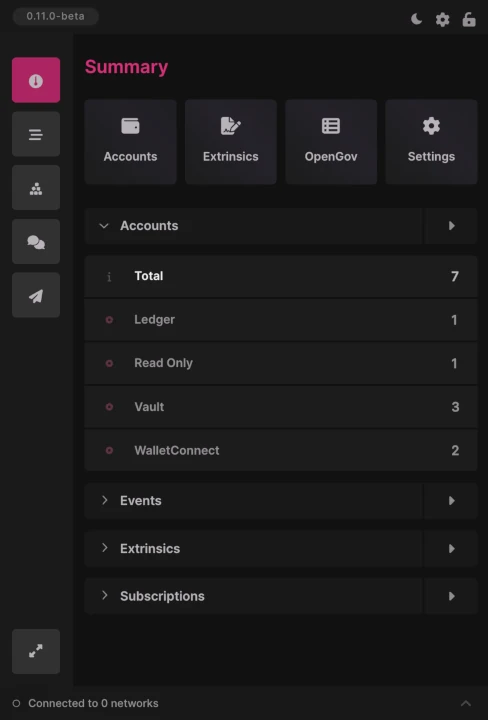 0.11.0-beta
Summary
Accounts Extrinsics OpenGov Settings
Accounts
Total 7
Ledger 1
Read Only 1
Vault 3
WalletConnect 2
Events
Extrinsics
Subscriptions
Connected to 0 networks